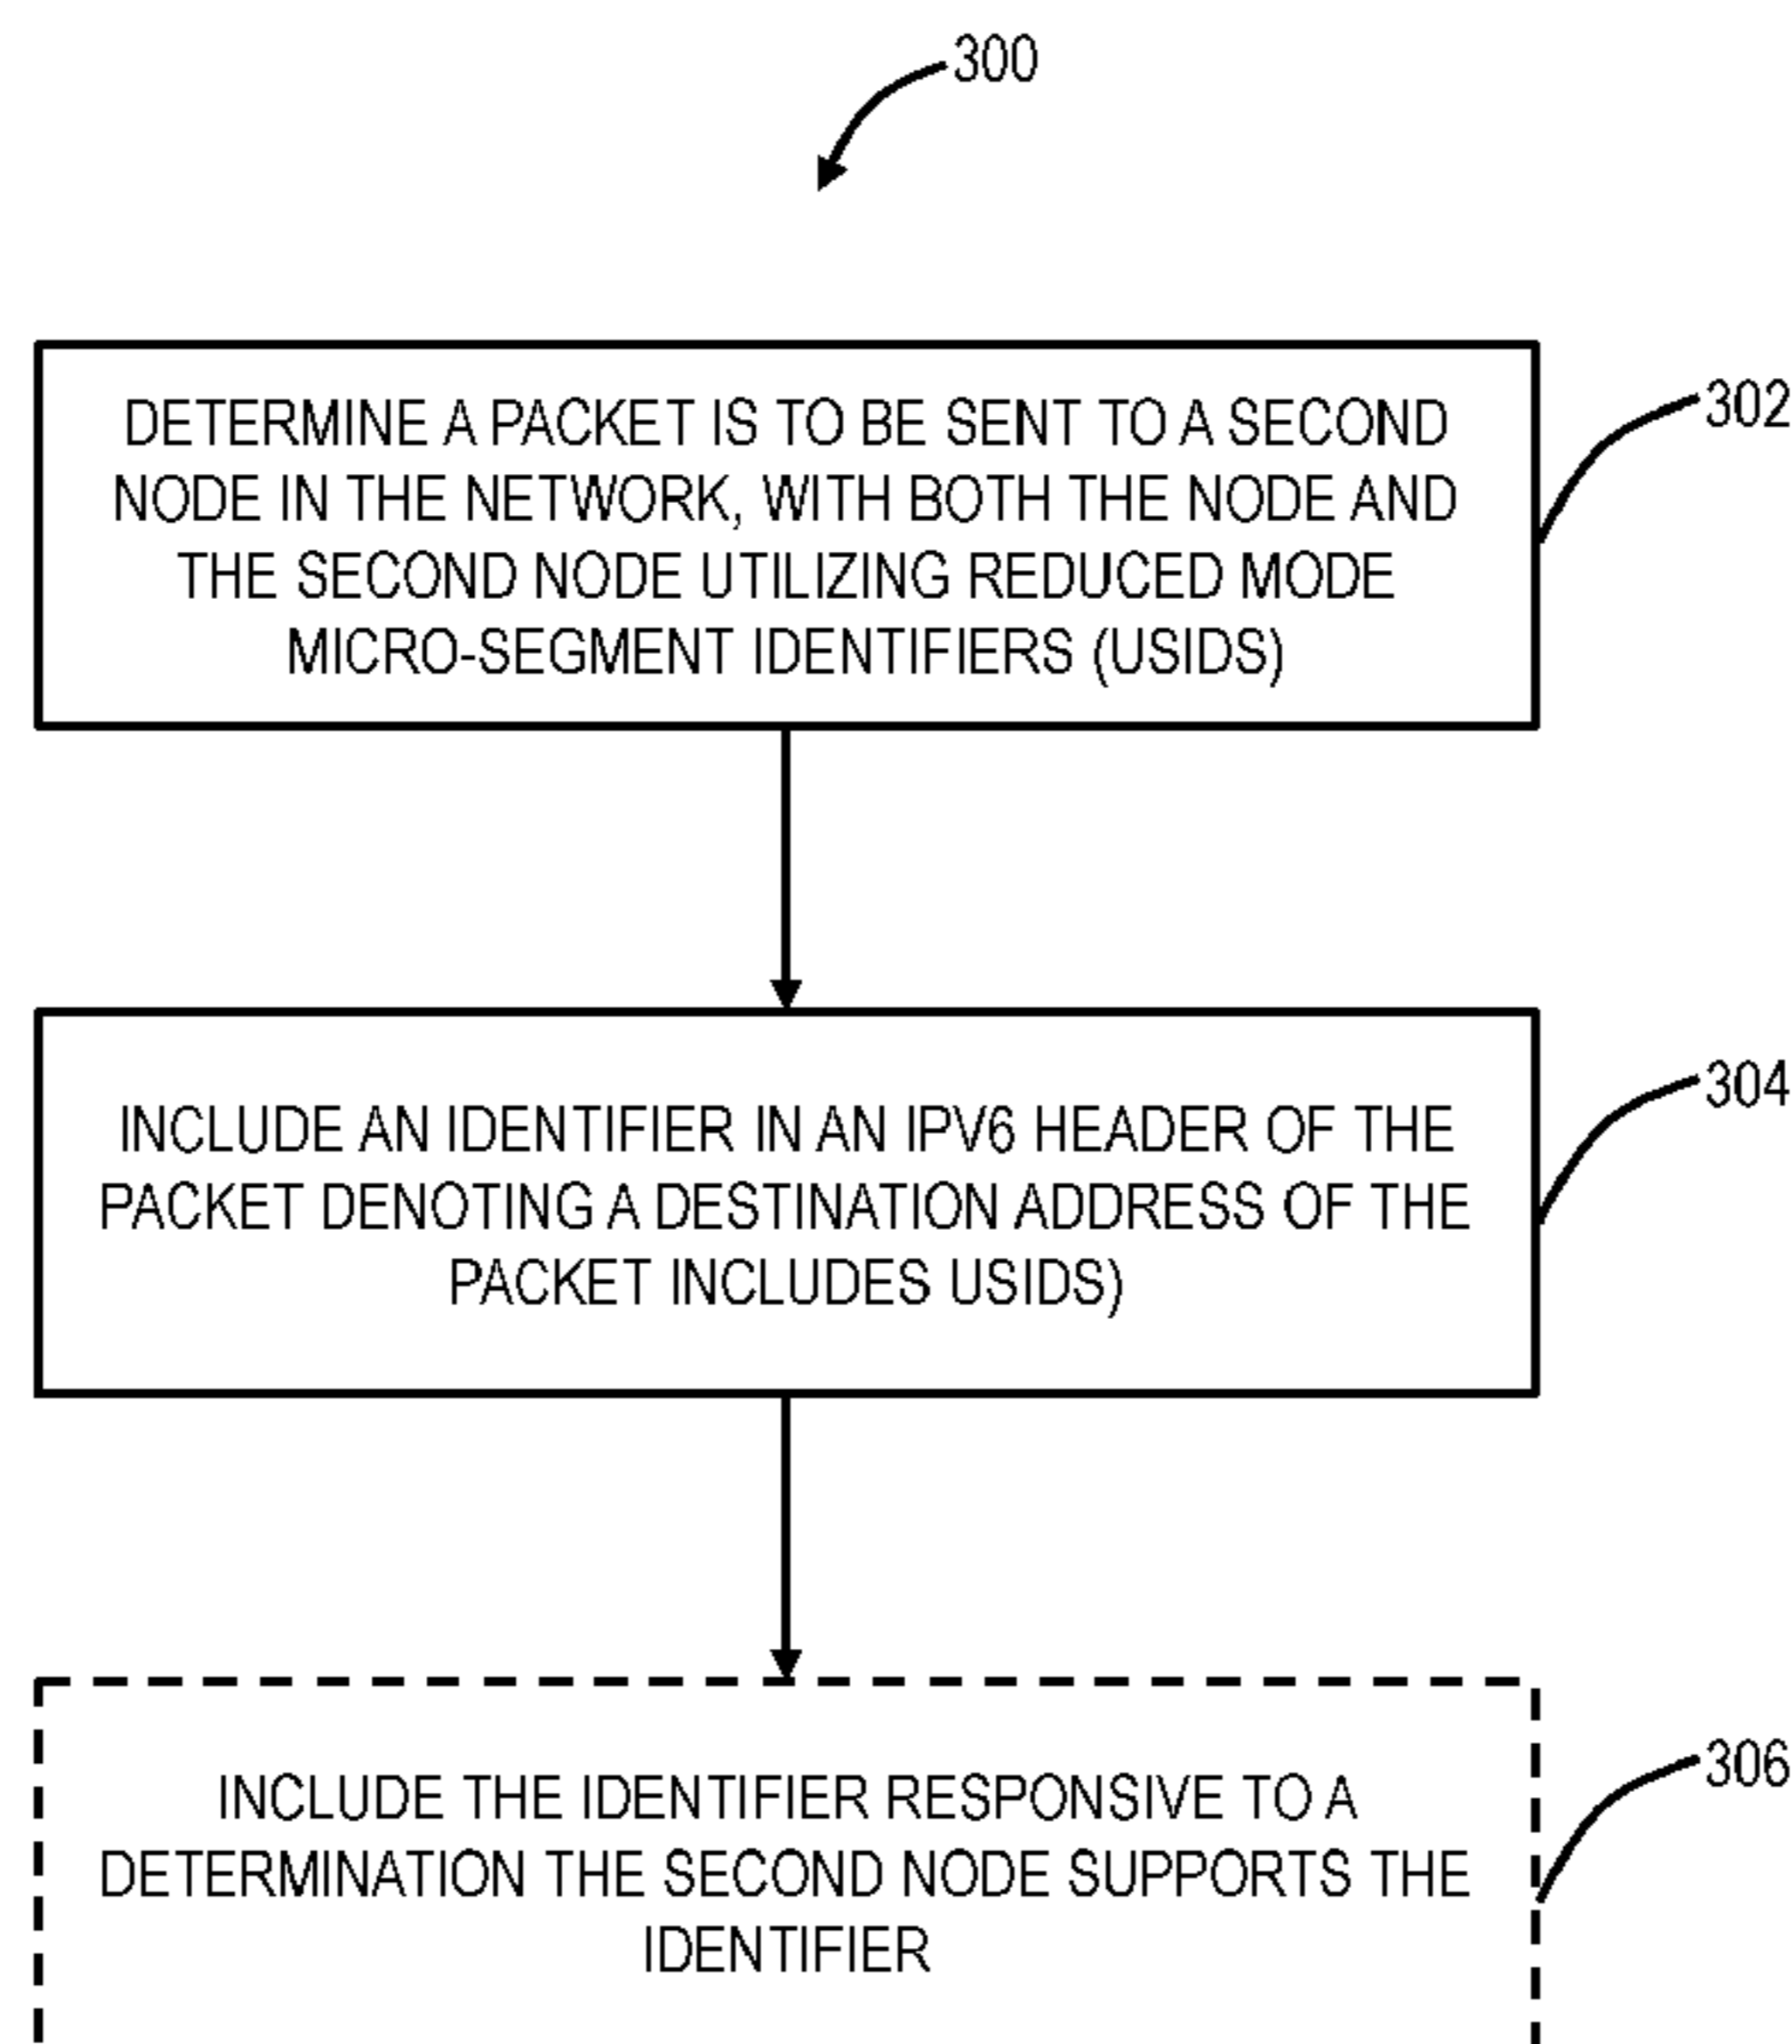 300
DETERMINE A PACKET IS TO BE SENT TO A SECOND
NODE IN THE NETWORK, WITH BOTH THE NODE AND
THE SECOND NODE UTILIZING REDUCED MODE
MICRO-SEGMENT IDENTIFIERS (USIDS)
302
INCLUDE AN IDENTIFIER IN AN IPV6 HEADER OF THE
PACKET DENOTING A DESTINATION ADDRESS OF THE
PACKET INCLUDES USIDS)
304
INCLUDE THE IDENTIFIER RESPONSIVE TO A
DETERMINATION THE SECOND NODE SUPPORTS THE
IDENTIFIER
306